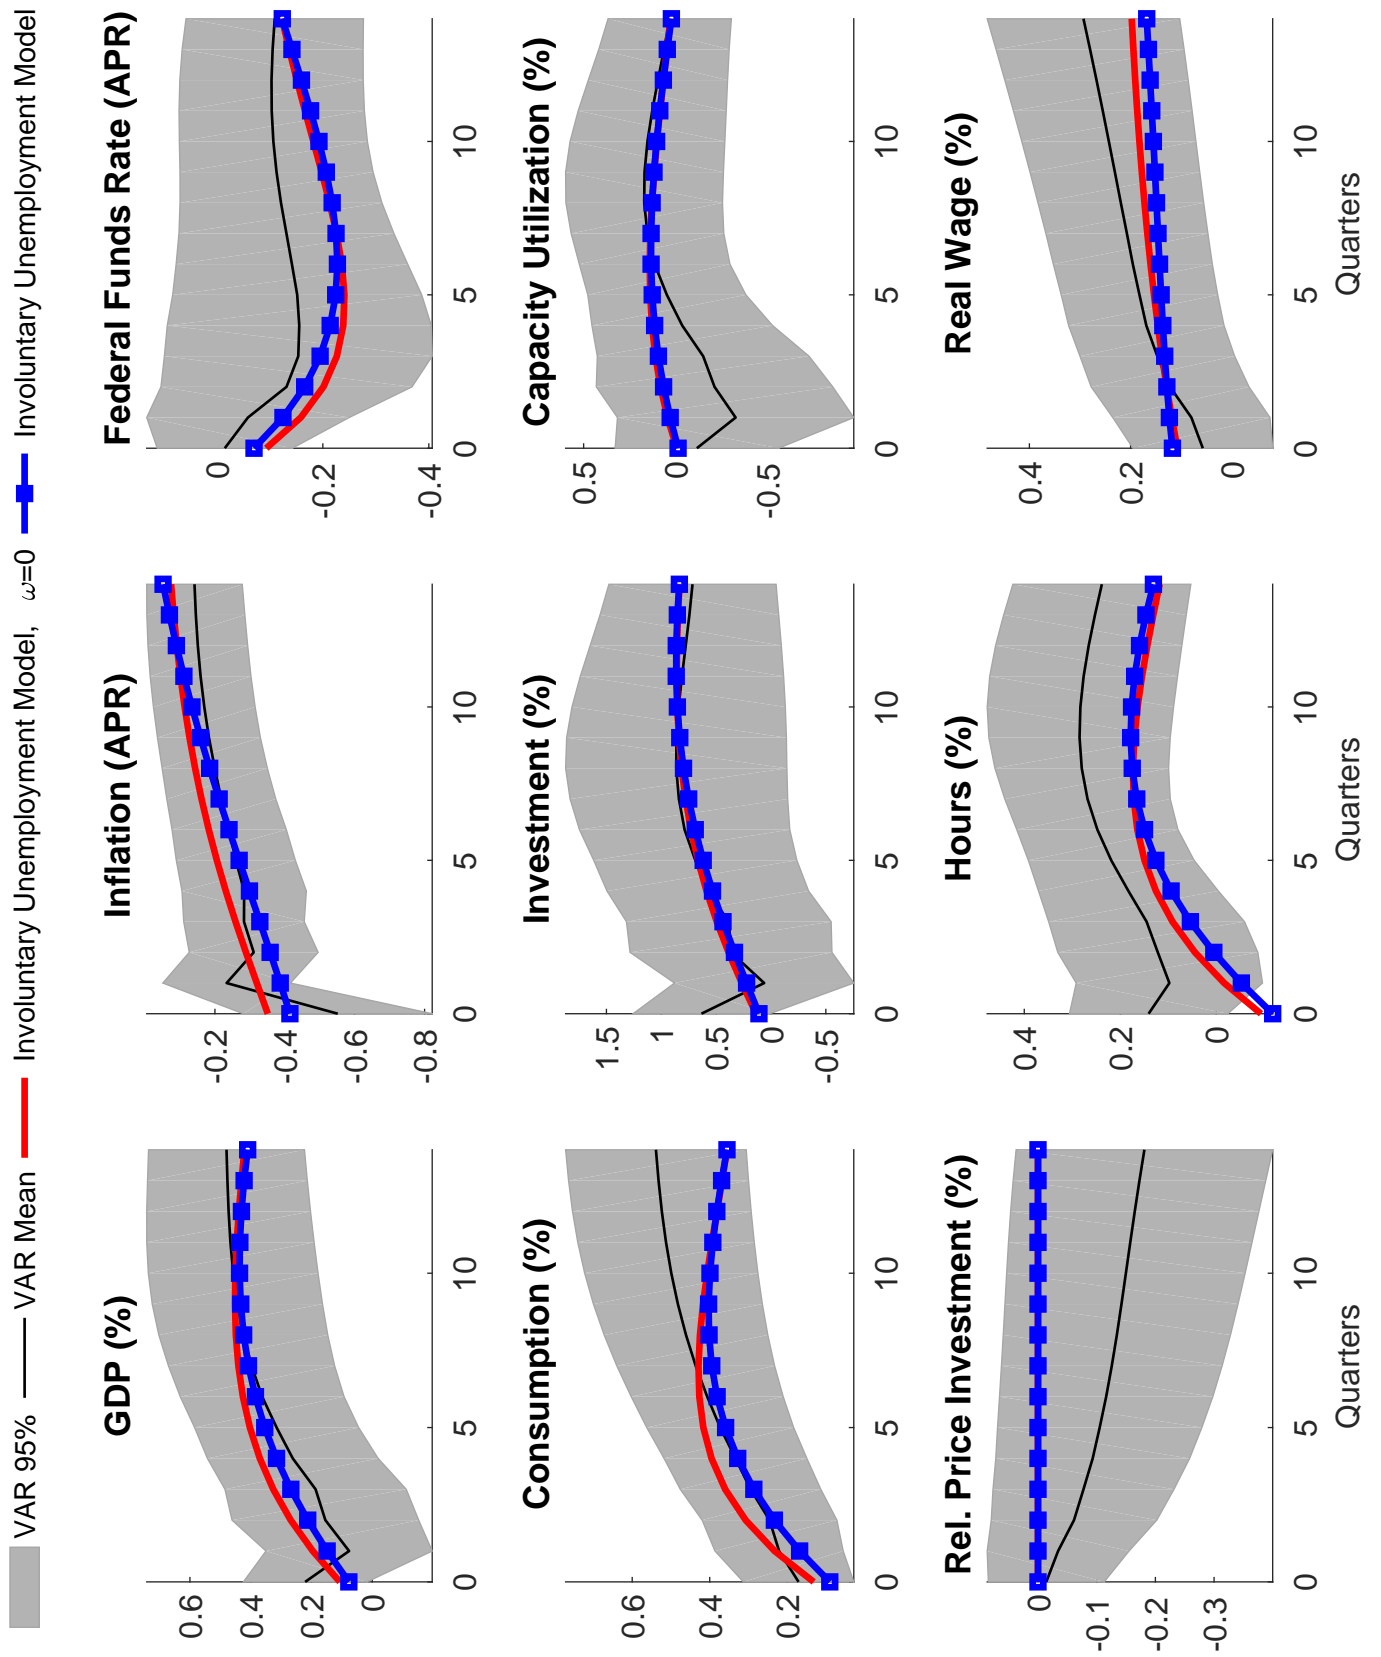 VAR 95% VAR Mean Involuntary Unemployment Model, ω=0 Involuntary Unemployment Model
GDP (%)
0.6
0.4
0.2
0
0 5 10
Inflation (APR)
-0.2
-0.4
-0.6
-0.8
0 5 10
Federal Funds Rate (APR)
0
-0.2
-0.4
0 5 10
Consumption (%)
0.6
0.4
0.2
0 5 10
Investment (%)
1.5
1
0.5
0
-0.5
0 5 10
Capacity Utilization (%)
0.5
0
-0.5
0 5 10
Rel. Price Investment (%)
0
-0.1
-0.2
-0.3
0 5 10
Quarters
Hours (%)
0.4
0.2
0
0 5 10
Quarters
Real Wage (%)
0.4
0.2
0
0 5 10
Quarters